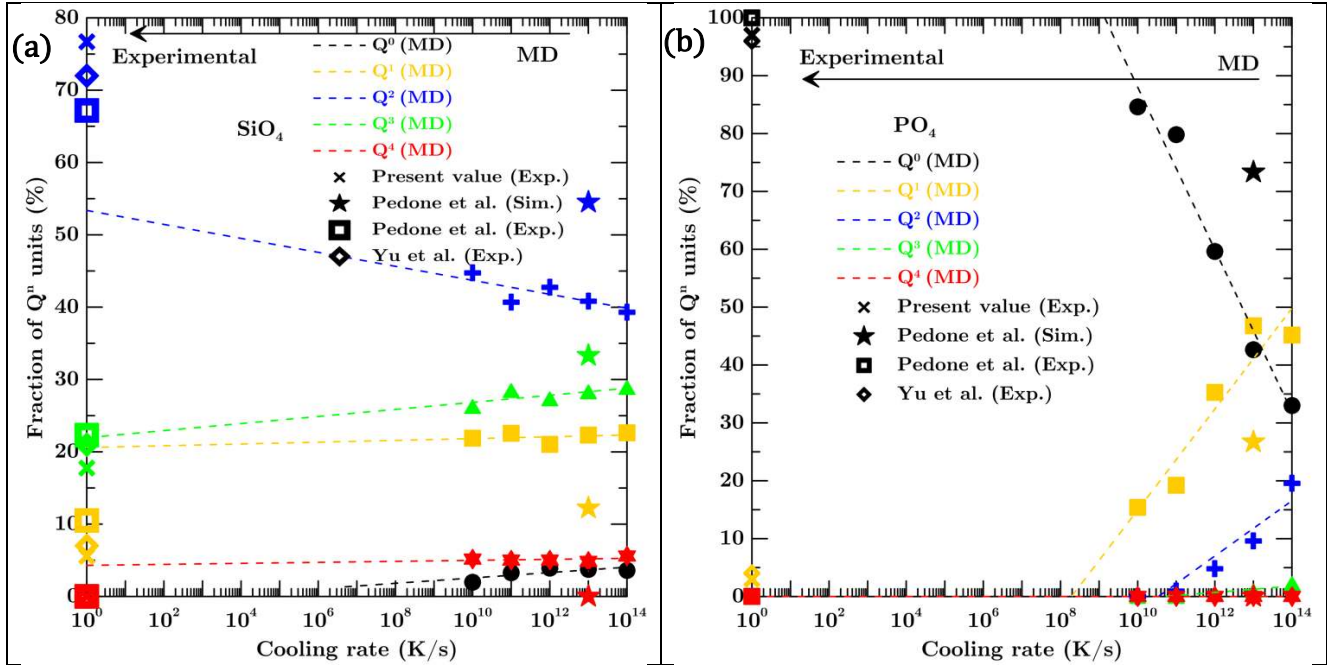 (a)
Experimental
MD
SiO₄
Q⁰ (MD)
Q¹ (MD)
Q² (MD)
Q³ (MD)
Q⁴ (MD)
Present value (Exp.)
Pedone et al. (Sim.)
Pedone et al. (Exp.)
Yu et al. (Exp.)
Fraction of Qⁿ units (%)
80
70
60
50
40
30
20
10
0
10⁰ 10² 10⁴ 10⁶ 10⁸ 10¹⁰ 10¹² 10¹⁴
Cooling rate (K/s)
(b)
Experimental
MD
PO₄
Q⁰ (MD)
Q¹ (MD)
Q² (MD)
Q³ (MD)
Q⁴ (MD)
Present value (Exp.)
Pedone et al. (Sim.)
Pedone et al. (Exp.)
Yu et al. (Exp.)
Fraction of Qⁿ units (%)
100
90
80
70
60
50
40
30
20
10
0
10⁰ 10² 10⁴ 10⁶ 10⁸ 10¹⁰ 10¹² 10¹⁴
Cooling rate (K/s)